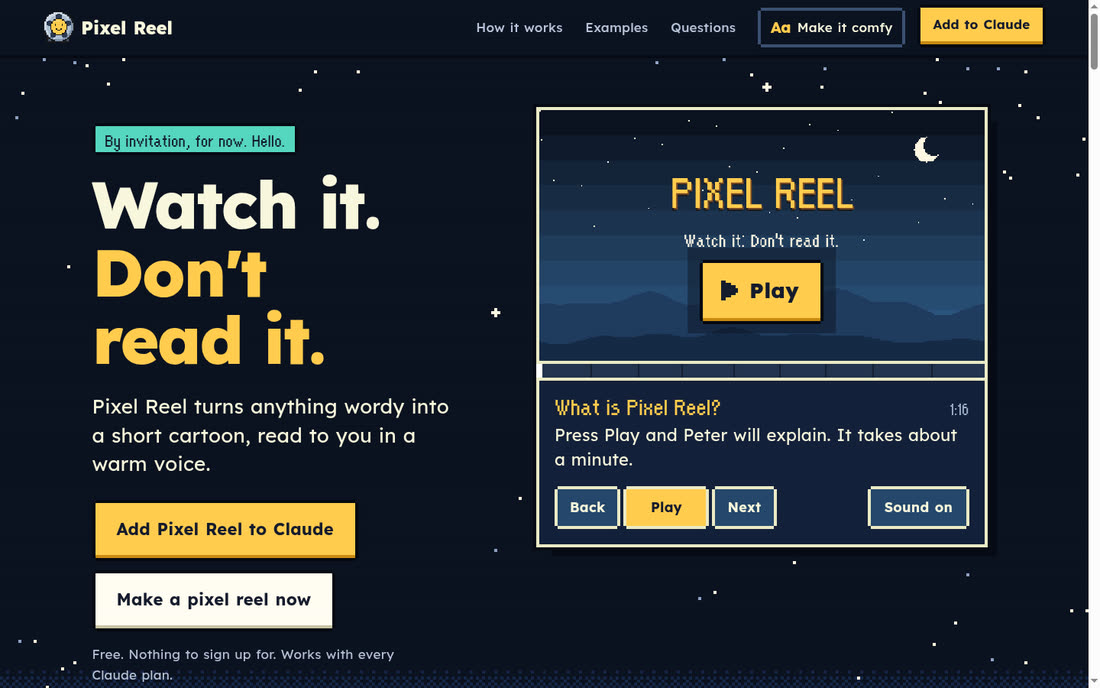 Pixel Reel
How it works
Examples
Questions
Aa Make it comfy
Add to Claude
By invitation, for now. Hello.
Watch it.
Don't
read it.
Pixel Reel turns anything wordy into
a short cartoon, read to you in a
warm voice.
Add Pixel Reel to Claude
Make a pixel reel now
Free. Nothing to sign up for. Works with every
Claude plan.
PIXEL REEL
Watch it. Don't read it.
Play
What is Pixel Reel?
1:16
Press Play and Peter will explain. It takes about
a minute.
Back
Play
Next
Sound on